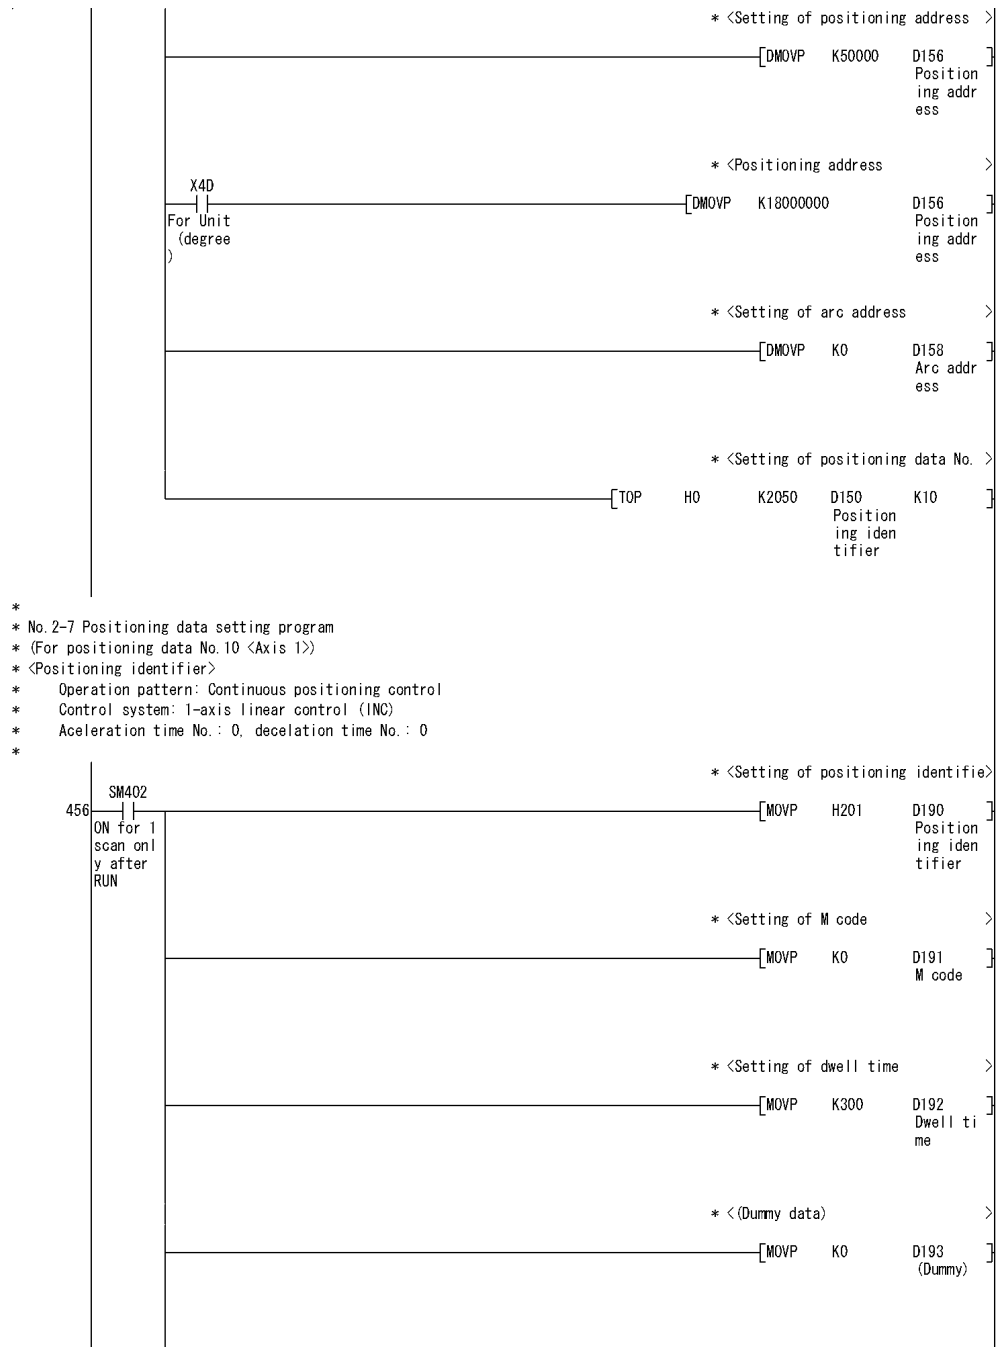 * <Setting of positioning address >
[DMOVP K50000 D156 ]
Position
ing addr
ess
* <Positioning address >
X4D
[DMOVP K18000000 D156 ]
For Unit
(degree
)
Position
ing addr
ess
* <Setting of arc address >
[DMOVP K0 D158 ]
Arc addr
ess
* <Setting of positioning data No. >
[TOP H0 K2050 D150 K10 ]
Position
ing iden
tifier
*
* No.2-7 Positioning data setting program
* (For positioning data No.10 <Axis 1>)
* <Positioning identifier>
* Operation pattern: Continuous positioning control
* Control system: 1-axis linear control (INC)
* Aceleration time No.: 0, decelation time No.: 0
*
* <Setting of positioning identifie>
SM402
456 [MOVP H201 D190 ]
ON for 1
scan onl
y after
RUN
Position
ing iden
tifier
* <Setting of M code >
[MOVP K0 D191 ]
M code
* <Setting of dwell time >
[MOVP K300 D192 ]
Dwell ti
me
* <(Dummy data) >
[MOVP K0 D193 ]
(Dummy)